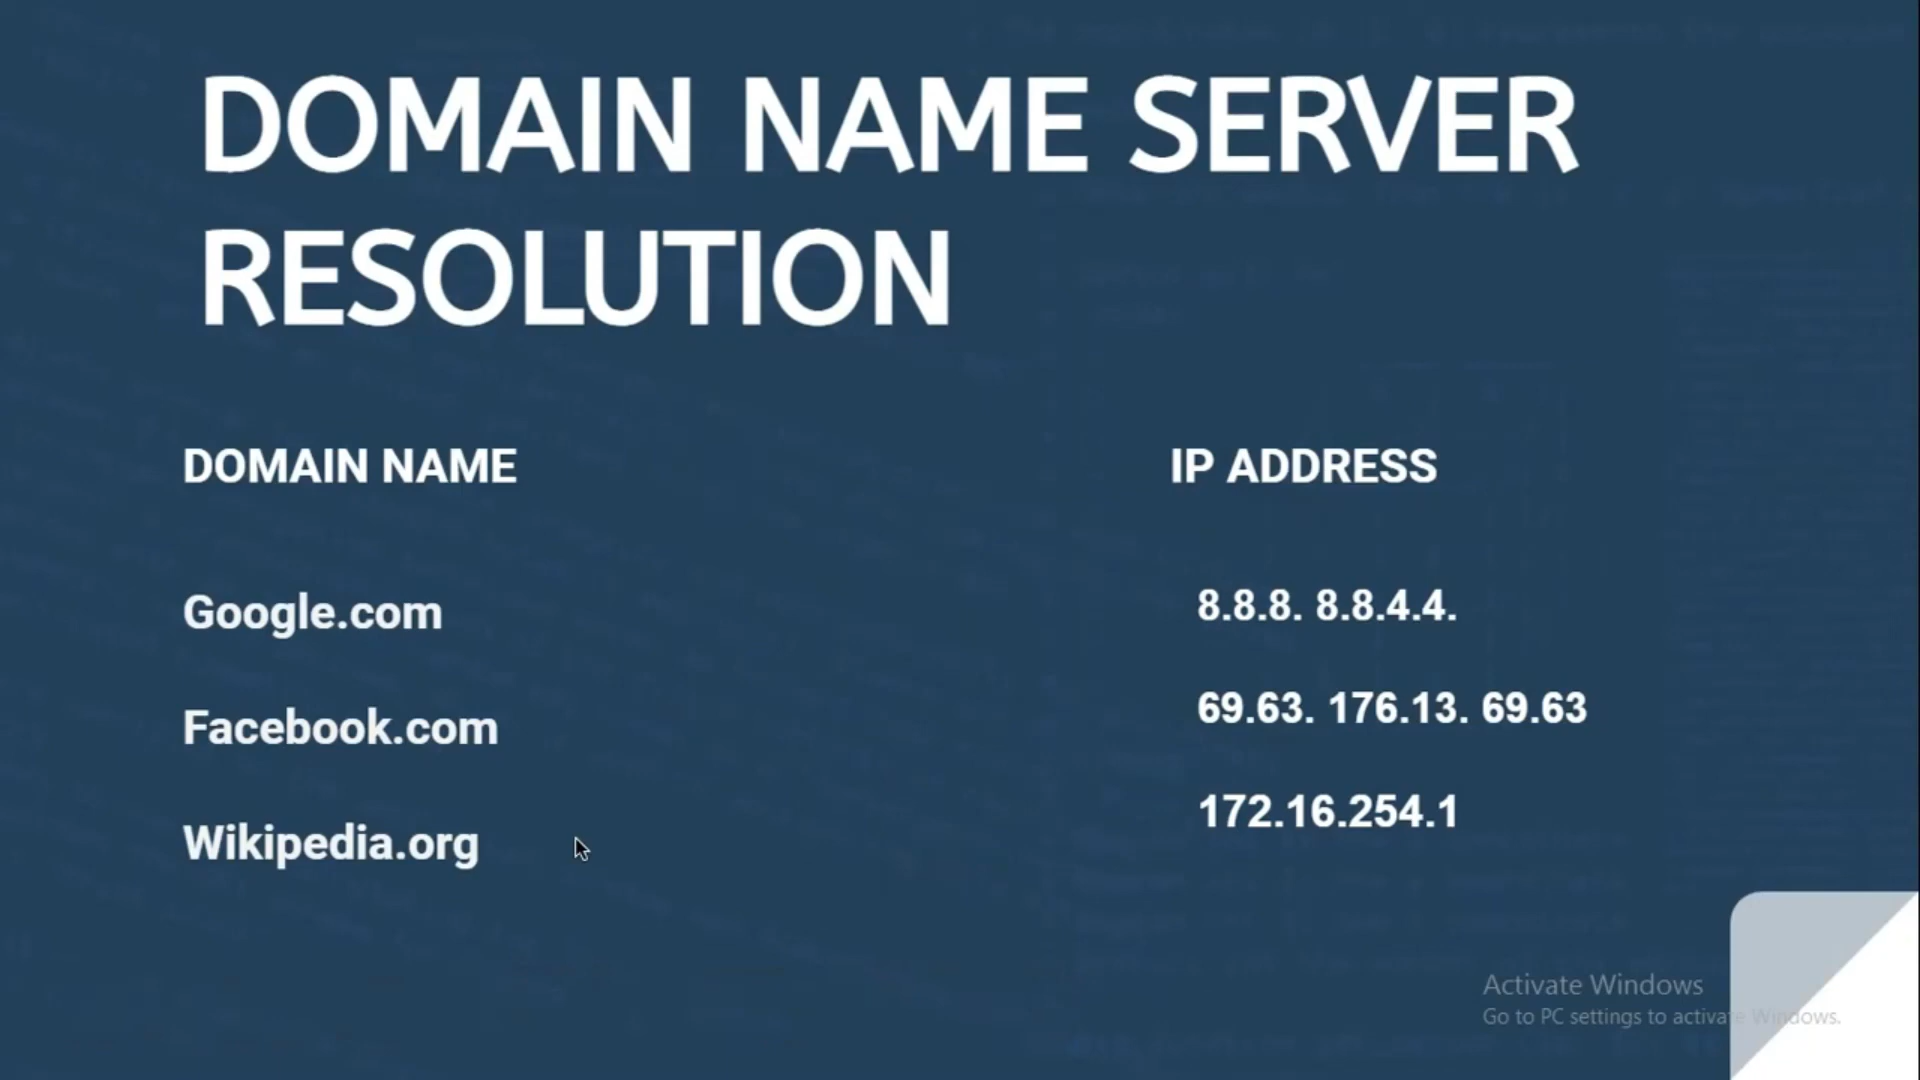 DOMAIN NAME SERVER
RESOLUTION
DOMAIN NAME
IP ADDRESS
Google.com
8.8.8. 8.8.4.4.
Facebook.com
69.63. 176.13. 69.63
Wikipedia.org
172.16.254.1
Activate Windows
Go to PC settings to activate Windows.